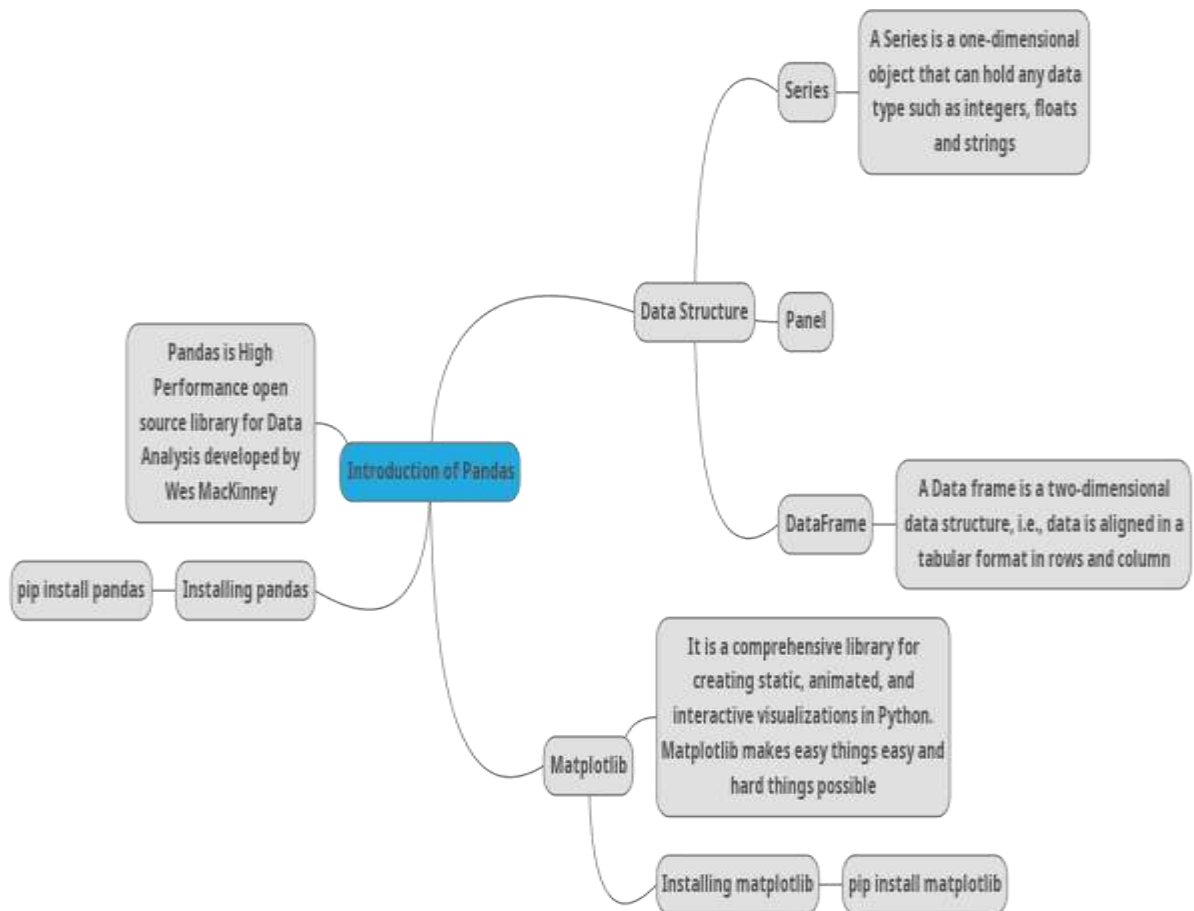 A Series is a one-dimensional
object that can hold any data
type such as integers, floats
and strings
Series
Data Structure
Panel
Pandas is High
Performance open
source library for Data
Analysis developed by
Wes MacKinney
Introduction of Pandas
DataFrame
A Data frame is a two-dimensional
data structure, i.e., data is aligned in a
tabular format in rows and column
pip install pandas
Installing pandas
It is a comprehensive library for
creating static, animated, and
interactive visualizations in Python.
Matplotlib makes easy things easy and
hard things possible
Matplotlib
Installing matplotlib
pip install matplotlib